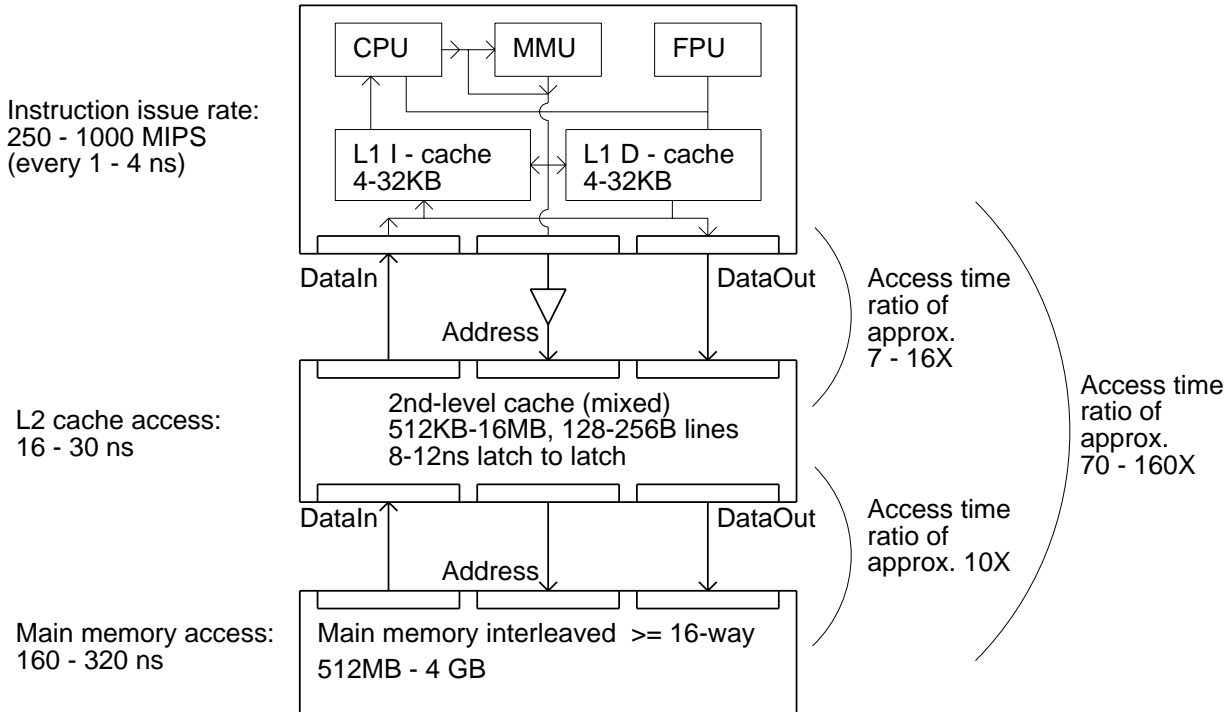 CPU
MMU
FPU
Instruction issue rate:
250 - 1000 MIPS
(every 1 - 4 ns)
L1 I - cache
4-32KB
L1 D - cache
4-32KB
DataIn
DataOut
Address
Access time
ratio of
approx.
7 - 16X
L2 cache access:
16 - 30 ns
2nd-level cache (mixed)
512KB-16MB, 128-256B lines
8-12ns latch to latch
Access time
ratio of
approx.
70 - 160X
DataIn
DataOut
Address
Access time
ratio of
approx. 10X
Main memory access:
160 - 320 ns
Main memory interleaved >= 16-way
512MB - 4 GB